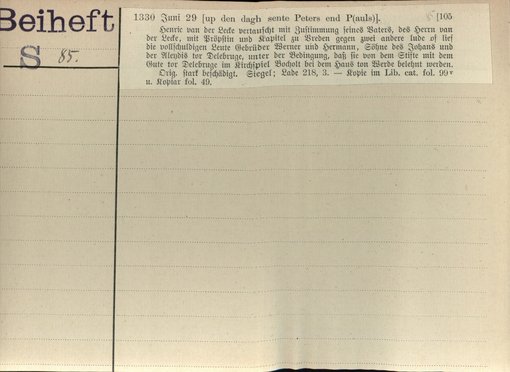 Beiheft
S 85.
1330 Juni 29 [up den dagh sente Peters end P(auls)]. [105
Henric van der Lecke vertauscht mit Zustimmung seines Vaters, des Herrn van
der Lecke, mit Pröpstin und Kapitel zu Vreden gegen zwei andere lude of lief
die vollschuldigen Leute Gebrüder Werner und Hermann, Söhne des Johans und
der Aleydis tor Delebruge, unter der Bedingung, daß sie von dem Stifte mit dem
Gute tor Delebruge im Kirchspiel Bocholt bei dem Haus ton Werde belehnt werden.
Orig. stark beschädigt. Siegel; Lade 218, 3. — Kopie im Lib. cat. fol. 99v
u. Kopiar fol. 49.